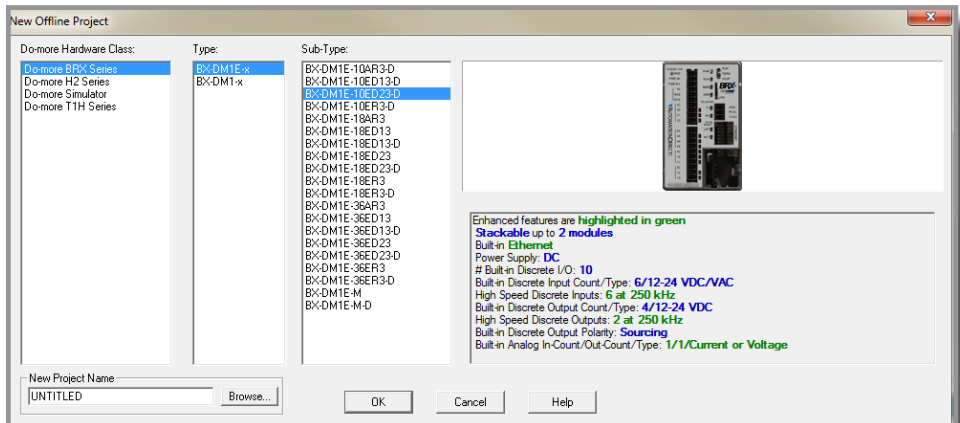 New Offline Project
Do-more Hardware Class:
Do-more BRX Series
Do-more H2 Series
Do-more Simulator
Do-more T1H Series
Type:
BX-DM1E-x
BX-DM1-x
Sub-Type:
BX-DM1E-10AR3-D
BX-DM1E-10ED13-D
BX-DM1E-10ED23-D
BX-DM1E-10ER3-D
BX-DM1E-18AR3
BX-DM1E-18ED13
BX-DM1E-18ED13-D
BX-DM1E-18ED23
BX-DM1E-18ED23-D
BX-DM1E-18ER3
BX-DM1E-18ER3-D
BX-DM1E-36AR3
BX-DM1E-36ED13
BX-DM1E-36ED13-D
BX-DM1E-36ED23
BX-DM1E-36ED23-D
BX-DM1E-36ER3
BX-DM1E-36ER3-D
BX-DM1E-M
BX-DM1E-M-D
BRX
Enhanced features are highlighted in green
Stackable up to 2 modules
Built-in Ethernet
Power Supply: DC
# Built-in Discrete I/O: 10
Built-in Discrete Input Count/Type: 6/12-24 VDC/VAC
High Speed Discrete Inputs: 6 at 250 kHz
Built-in Discrete Output Count/Type: 4/12-24 VDC
High Speed Discrete Outputs: 2 at 250 kHz
Built-in Discrete Output Polarity: Sourcing
Built-in Analog In-Count/Out-Count/Type: 1/1/Current or Voltage
New Project Name
UNTITLED
Browse...
OK
Cancel
Help